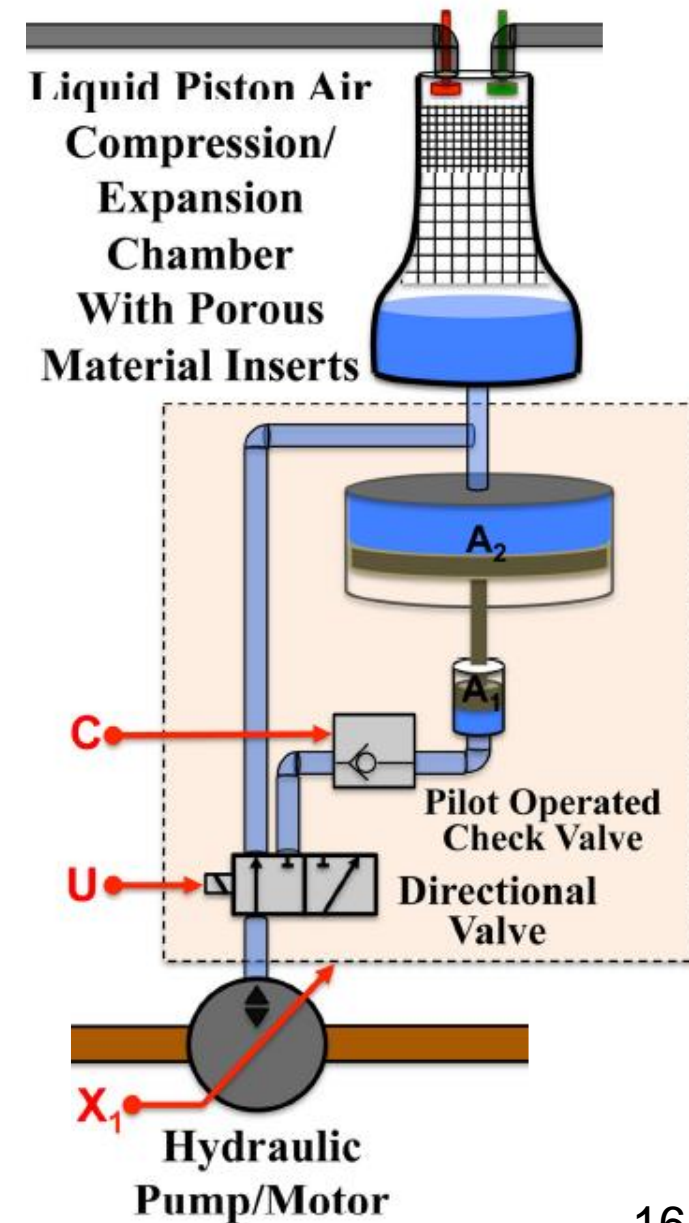 Liquid Piston Air
Compression/
Expansion
Chamber
With Porous
Material Inserts
A2
A1
C
Pilot Operated
Check Valve
U
Directional
Valve
X1
Hydraulic
Pump/Motor
16